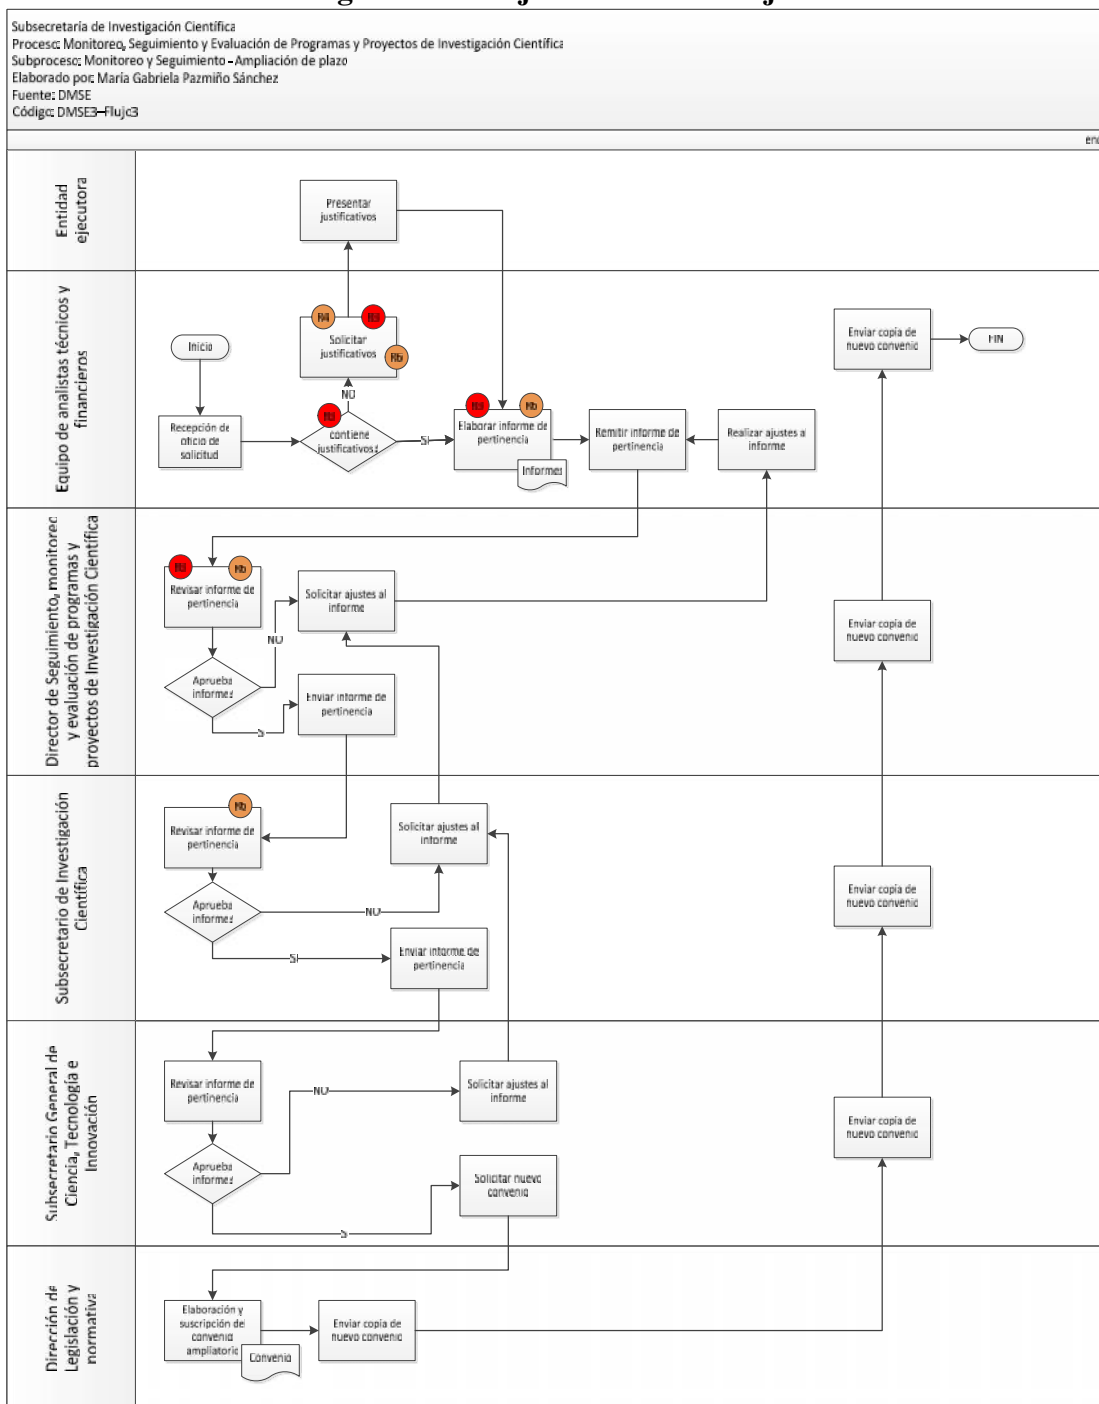 Subsecretaría de Investigación Científica
Proceso: Monitoreo, Seguimiento y Evaluación de Programas y Proyectos de Investigación Científica
Subproceso: Monitoreo y Seguimiento – Ampliación de plazo
Elaborado por: María Gabriela Pazmiño Sánchez
Fuente: DMSE
Código: DMSE3–Flujo3
Entidad
ejecutora
Presentar
justificativos
Equipo de analistas técnicos y
financieros
Inicio
Recepción de
oficio de
solicitud
Solicitar
justificativos
NO
contiene
justificativos?
SI
Elaborar informe de
pertinencia
Informes
Remitir informe de
pertinencia
Realizar ajustes al
informe
Enviar copia de
nuevo convenio
FIN
Director de Seguimiento, monitoreo
y evaluación de programas y
proyectos de Investigación Científica
Revisar informe de
pertinencia
Aprueba
informe?
NO
SI
Solicitar ajustes al
informe
Enviar informe de
pertinencia
Enviar copia de
nuevo convenio
Subsecretario de Investigación
Científica
Revisar informe de
pertinencia
Aprueba
informe?
NO
SI
Solicitar ajustes al
informe
Enviar informe de
pertinencia
Enviar copia de
nuevo convenio
Subsecretario General de
Ciencia, Tecnología e
Innovación
Revisar informe de
pertinencia
Aprueba
informe?
NO
SI
Solicitar ajustes al
informe
Solicitar nuevo
convenio
Enviar copia de
nuevo convenio
Dirección de
Legislación y
normativa
Elaboración y
suscripción del
convenio
ampliatorio
Convenio
Enviar copia de
nuevo convenio